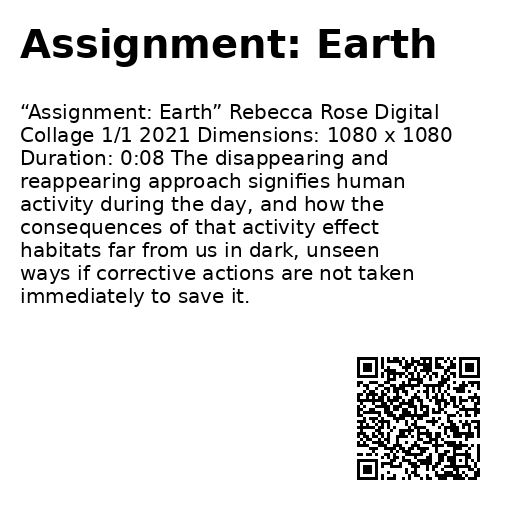 Assignment: Earth
“Assignment: Earth” Rebecca Rose Digital
Collage 1/1 2021 Dimensions: 1080 x 1080
Duration: 0:08 The disappearing and
reappearing approach signifies human
activity during the day, and how the
consequences of that activity effect
habitats far from us in dark, unseen
ways if corrective actions are not taken
immediately to save it.